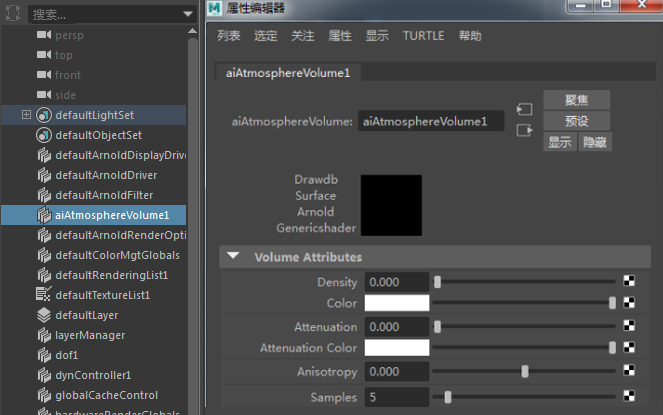 搜索...
persp
top
front
side
defaultLightSet
defaultObjectSet
defaultArnoldDisplayDrive
defaultArnoldDriver
defaultArnoldFilter
aiAtmosphereVolume1
defaultArnoldRenderOpti
defaultColorMgtGlobals
defaultRenderingList1
defaultTextureList1
defaultLayer
layerManager
dof1
dynController1
globalCacheControl
hardwareRenderGlobals
属性编辑器
列表 选定 关注 属性 显示 TURTLE 帮助
aiAtmosphereVolume1
aiAtmosphereVolume: aiAtmosphereVolume1
聚焦
预设
显示 隐藏
Drawdb
Surface
Arnold
Genericshader
Volume Attributes
Density 0.000
Color
Attenuation 0.000
Attenuation Color
Anisotropy 0.000
Samples 5